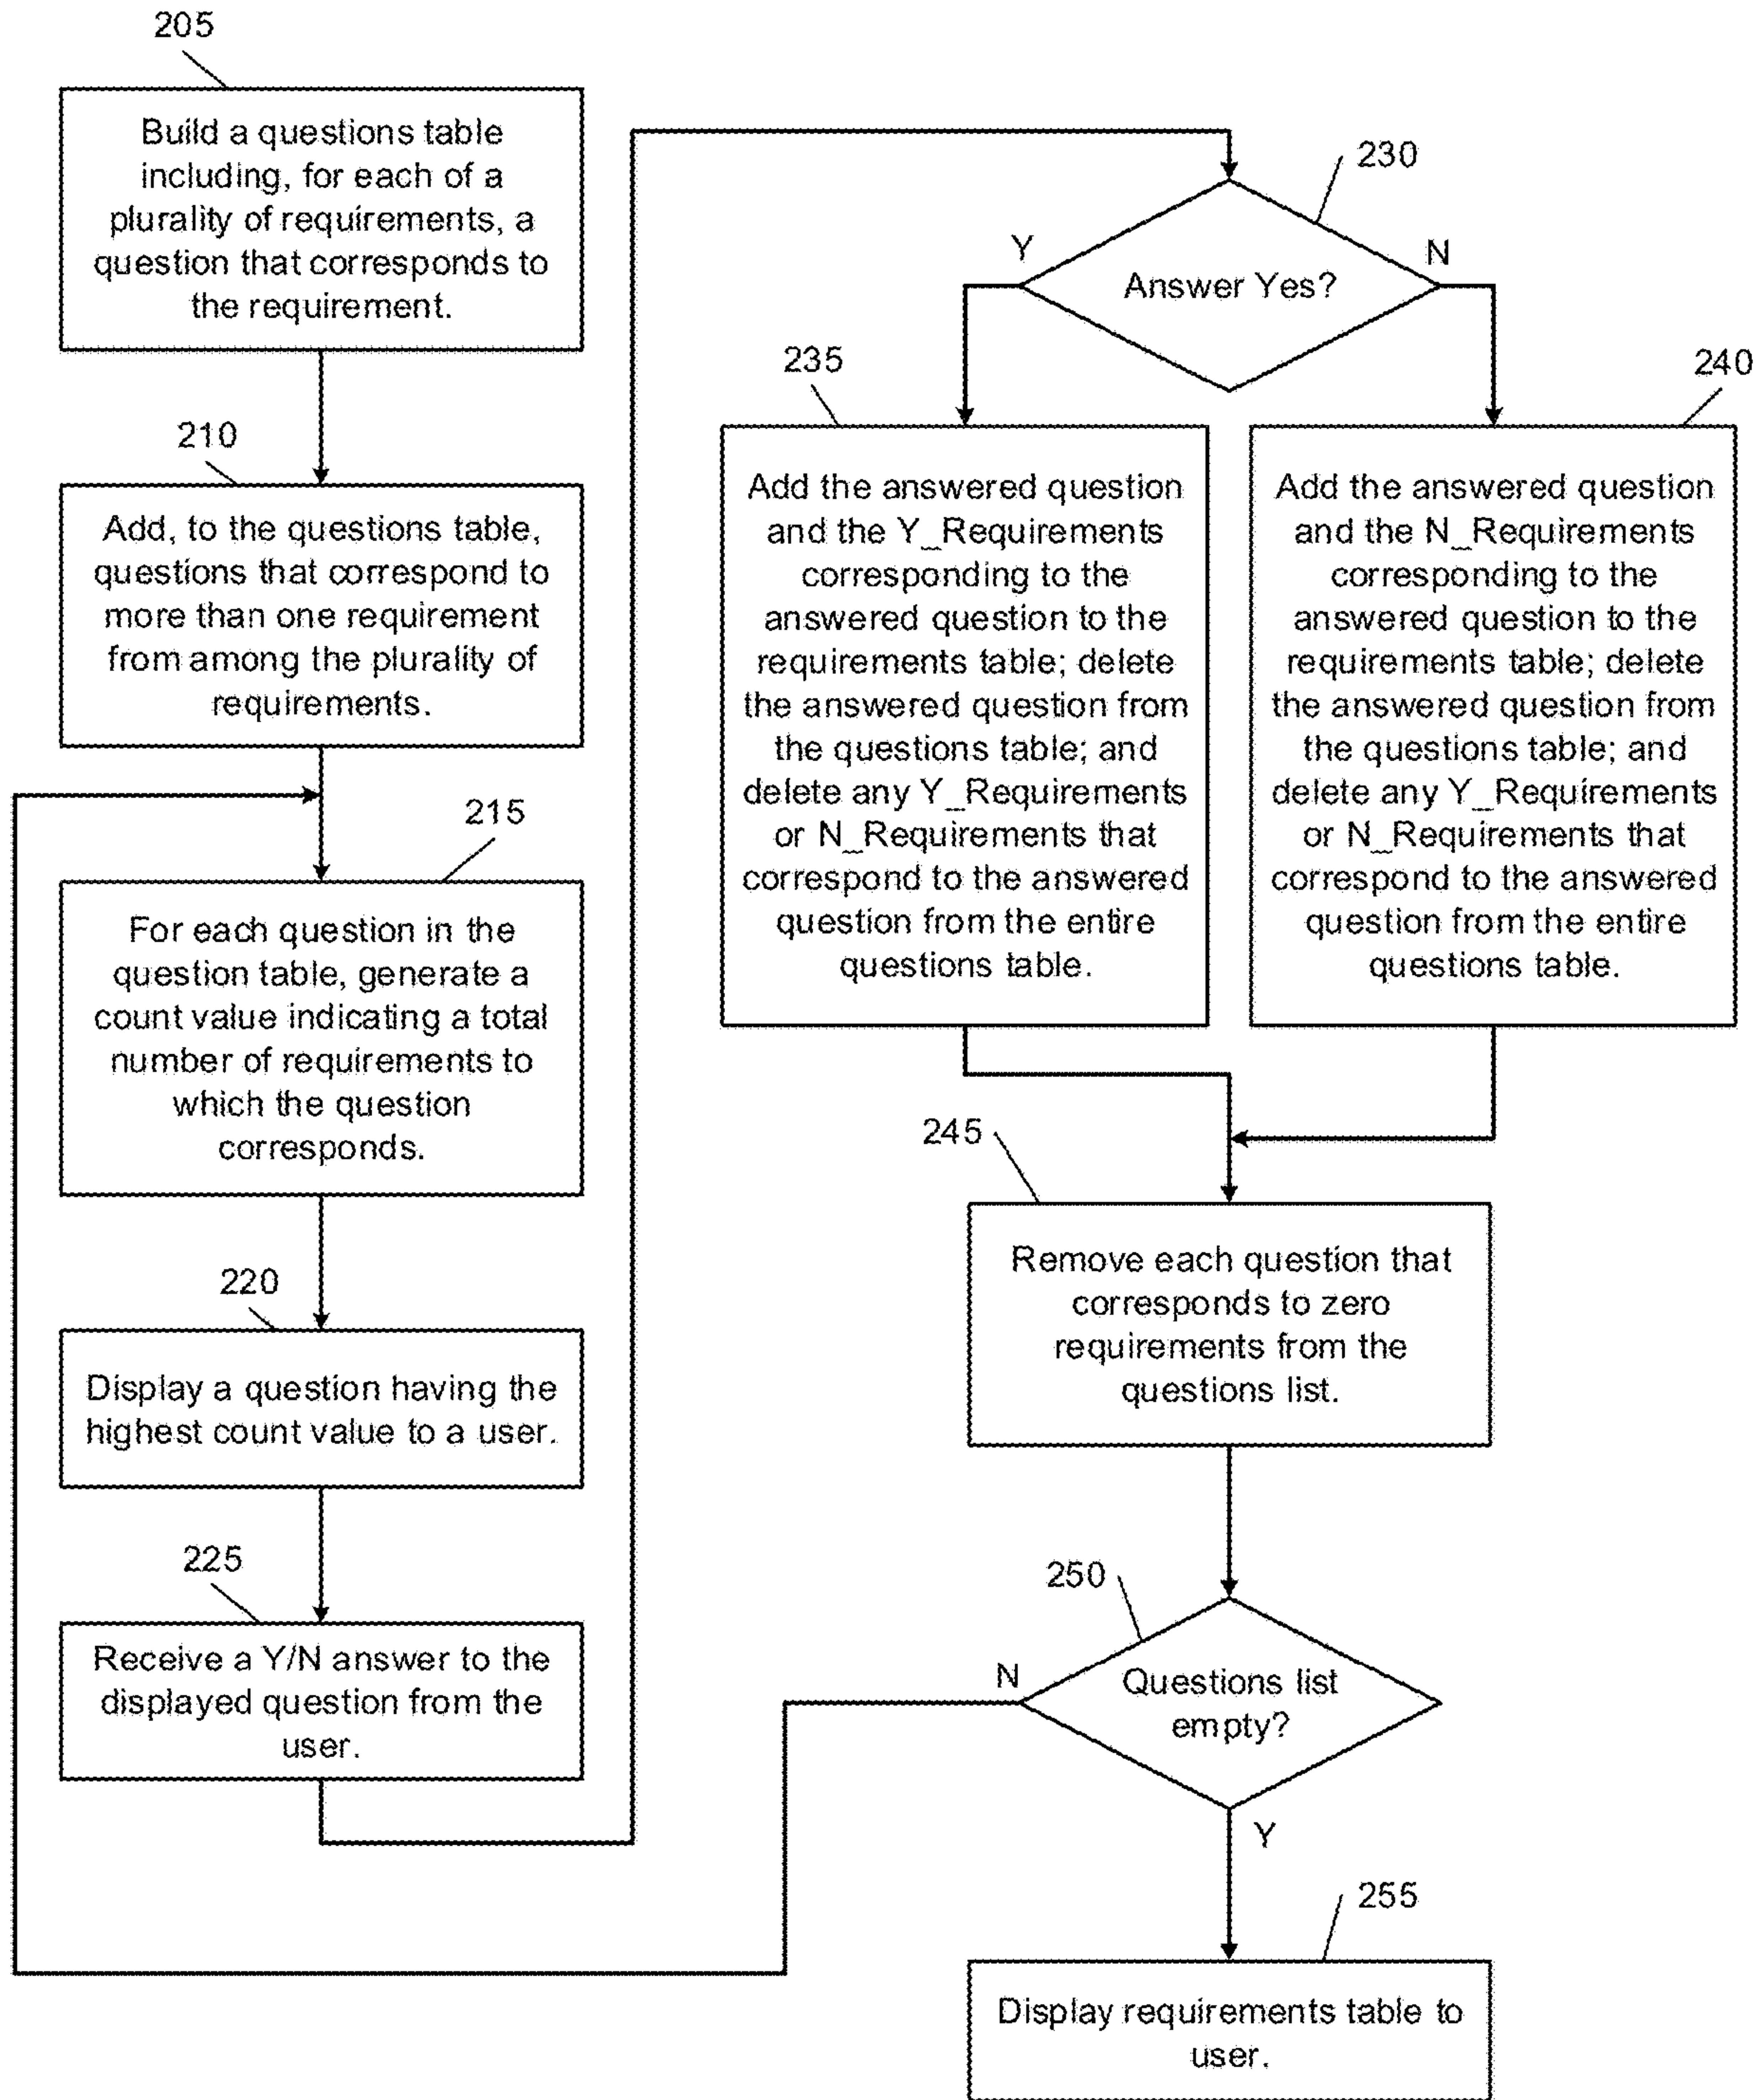 205
Build a questions table
including, for each of a
plurality of requirements, a
question that corresponds to
the requirement.
210
Add, to the questions table,
questions that correspond to
more than one requirement
from among the plurality of
requirements.
215
For each question in the
question table, generate a
count value indicating a total
number of requirements to
which the question
corresponds.
220
Display a question having the
highest count value to a user.
225
Receive a Y/N answer to the
displayed question from the
user.
230
Y
N
Answer Yes?
235
Add the answered question
and the Y_Requirements
corresponding to the
answered question to the
requirements table; delete
the answered question from
the questions table; and
delete any Y_Requirements
or N_Requirements that
correspond to the answered
question from the entire
questions table.
240
Add the answered question
and the N_Requirements
corresponding to the
answered question to the
requirements table; delete
the answered question from
the questions table; and
delete any Y_Requirements
or N_Requirements that
correspond to the answered
question from the entire
questions table.
245
Remove each question that
corresponds to zero
requirements from the
questions list.
250
N
Questions list
empty?
Y
255
Display requirements table to
user.